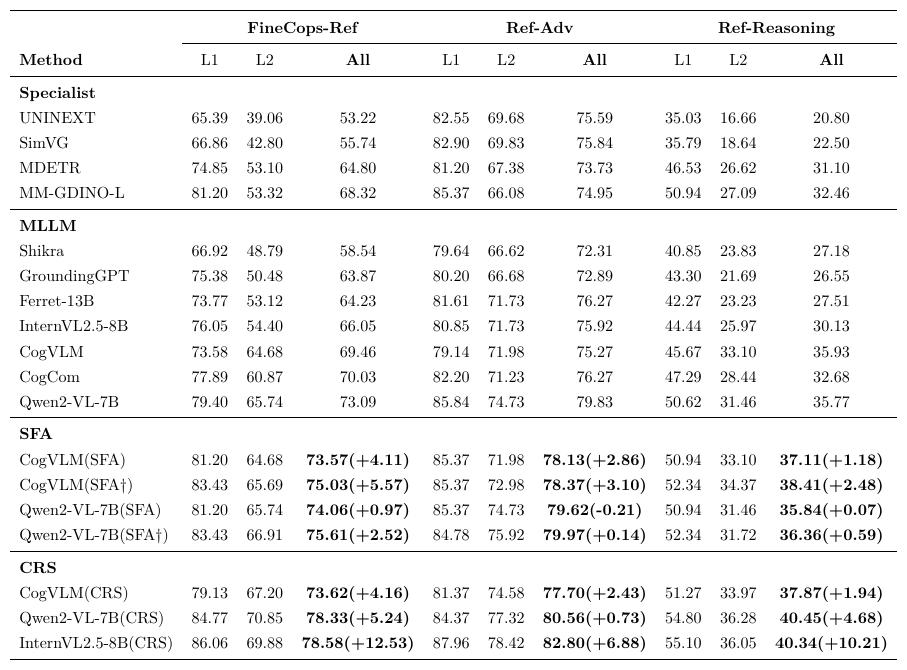 FineCops-Ref Ref-Adv Ref-Reasoning
Method L1 L2 All L1 L2 All L1 L2 All
Specialist
UNINEXT 65.39 39.06 53.22 82.55 69.68 75.59 35.03 16.66 20.80
SimVG 66.86 42.80 55.74 82.90 69.83 75.84 35.79 18.64 22.50
MDETR 74.85 53.10 64.80 81.20 67.38 73.73 46.53 26.62 31.10
MM-GDINO-L 81.20 53.32 68.32 85.37 66.08 74.95 50.94 27.09 32.46
MLLM
Shikra 66.92 48.79 58.54 79.64 66.62 72.31 40.85 23.83 27.18
GroundingGPT 75.38 50.48 63.87 80.20 66.68 72.89 43.30 21.69 26.55
Ferret-13B 73.77 53.12 64.23 81.61 71.73 76.27 42.27 23.23 27.51
InternVL2.5-8B 76.05 54.40 66.05 80.85 71.73 75.92 44.44 25.97 30.13
CogVLM 73.58 64.68 69.46 79.14 71.98 75.27 45.67 33.10 35.93
CogCom 77.89 60.87 70.03 82.20 71.23 76.27 47.29 28.44 32.68
Qwen2-VL-7B 79.40 65.74 73.09 85.84 74.73 79.83 50.62 31.46 35.77
SFA
CogVLM(SFA) 81.20 64.68 73.57(+4.11) 85.37 71.98 78.13(+2.86) 50.94 33.10 37.11(+1.18)
CogVLM(SFA†) 83.43 65.69 75.03(+5.57) 85.37 72.98 78.37(+3.10) 52.34 34.37 38.41(+2.48)
Qwen2-VL-7B(SFA) 81.20 65.74 74.06(+0.97) 85.37 74.73 79.62(-0.21) 50.94 31.46 35.84(+0.07)
Qwen2-VL-7B(SFA†) 83.43 66.91 75.61(+2.52) 84.78 75.92 79.97(+0.14) 52.34 31.72 36.36(+0.59)
CRS
CogVLM(CRS) 79.13 67.20 73.62(+4.16) 81.37 74.58 77.70(+2.43) 51.27 33.97 37.87(+1.94)
Qwen2-VL-7B(CRS) 84.77 70.85 78.33(+5.24) 84.37 77.32 80.56(+0.73) 54.80 36.28 40.45(+4.68)
InternVL2.5-8B(CRS) 86.06 69.88 78.58(+12.53) 87.96 78.42 82.80(+6.88) 55.10 36.05 40.34(+10.21)